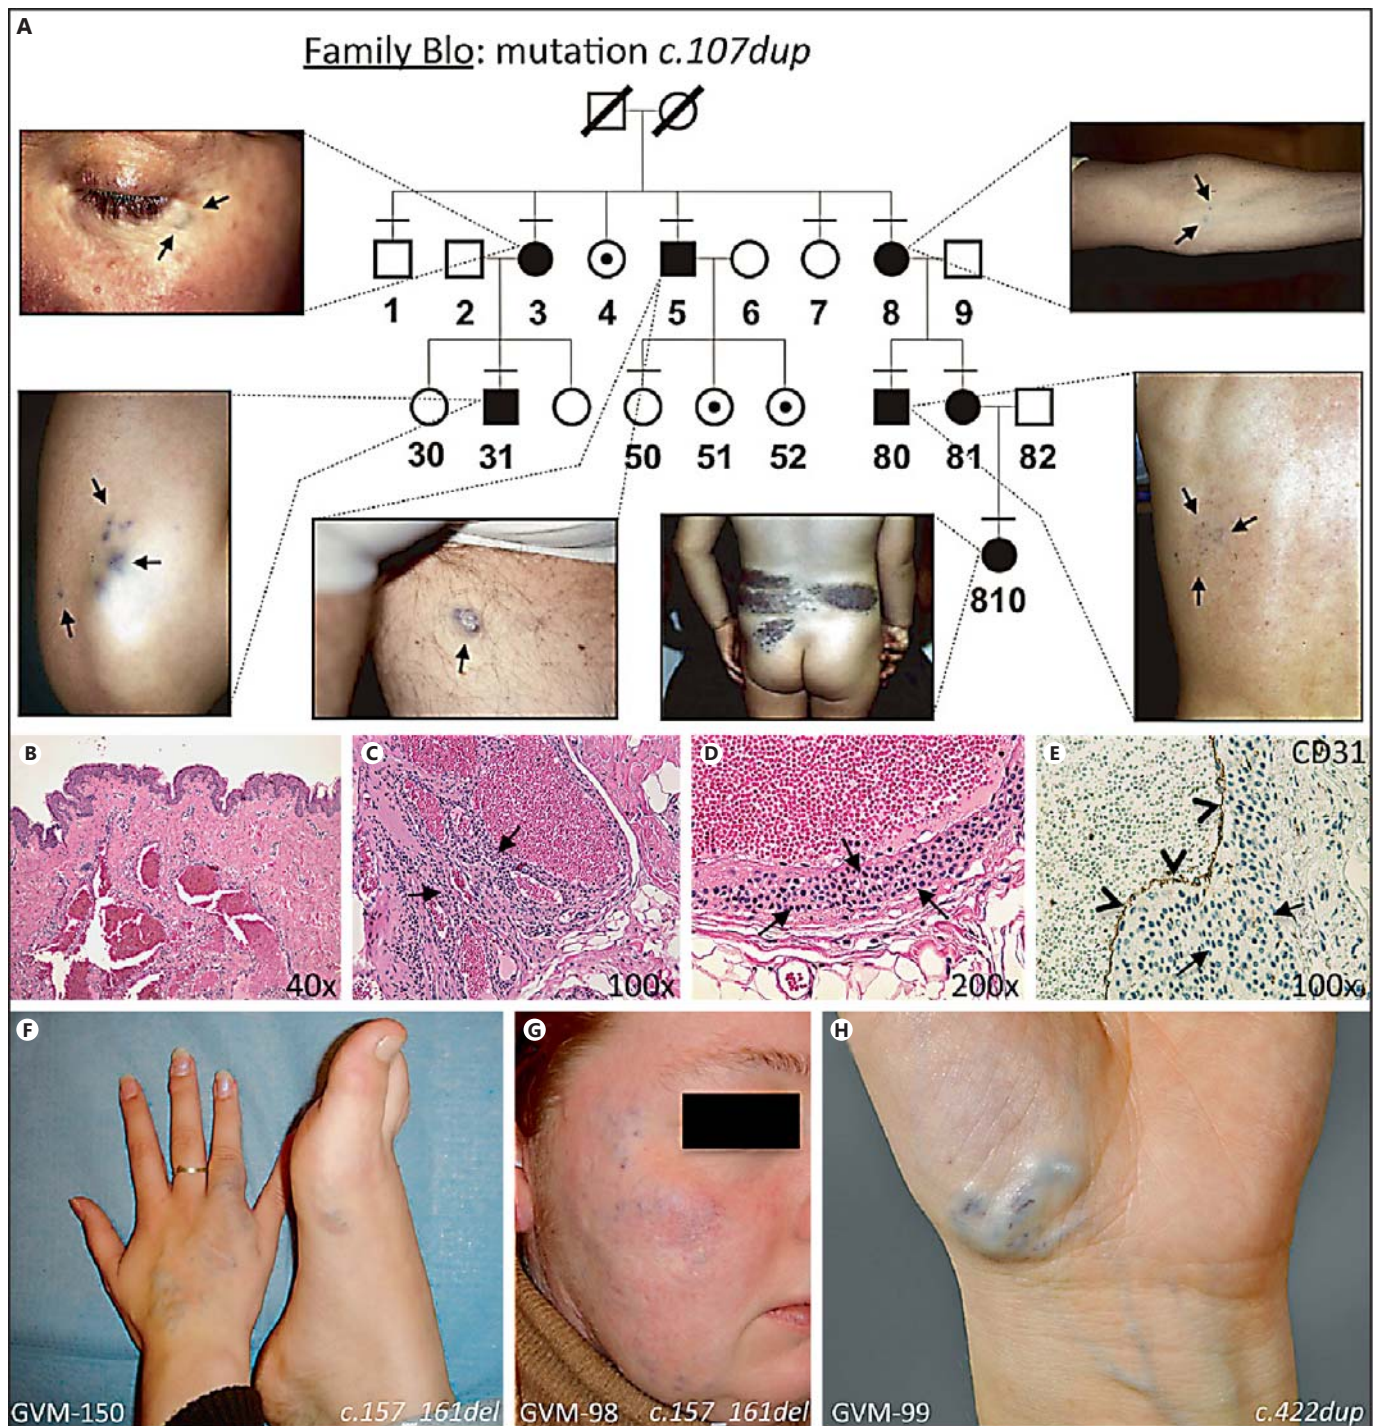 A
Family Blo: mutation c.107dup
1 2 3 4 5 6 7 8 9
30 31 50 51 52 80 81 82
810
B
40x
C
100x
D
200x
E
CD31
100x
F
GVM-150
c.157_161del
G
GVM-98
c.157_161del
H
GVM-99
c.422dup